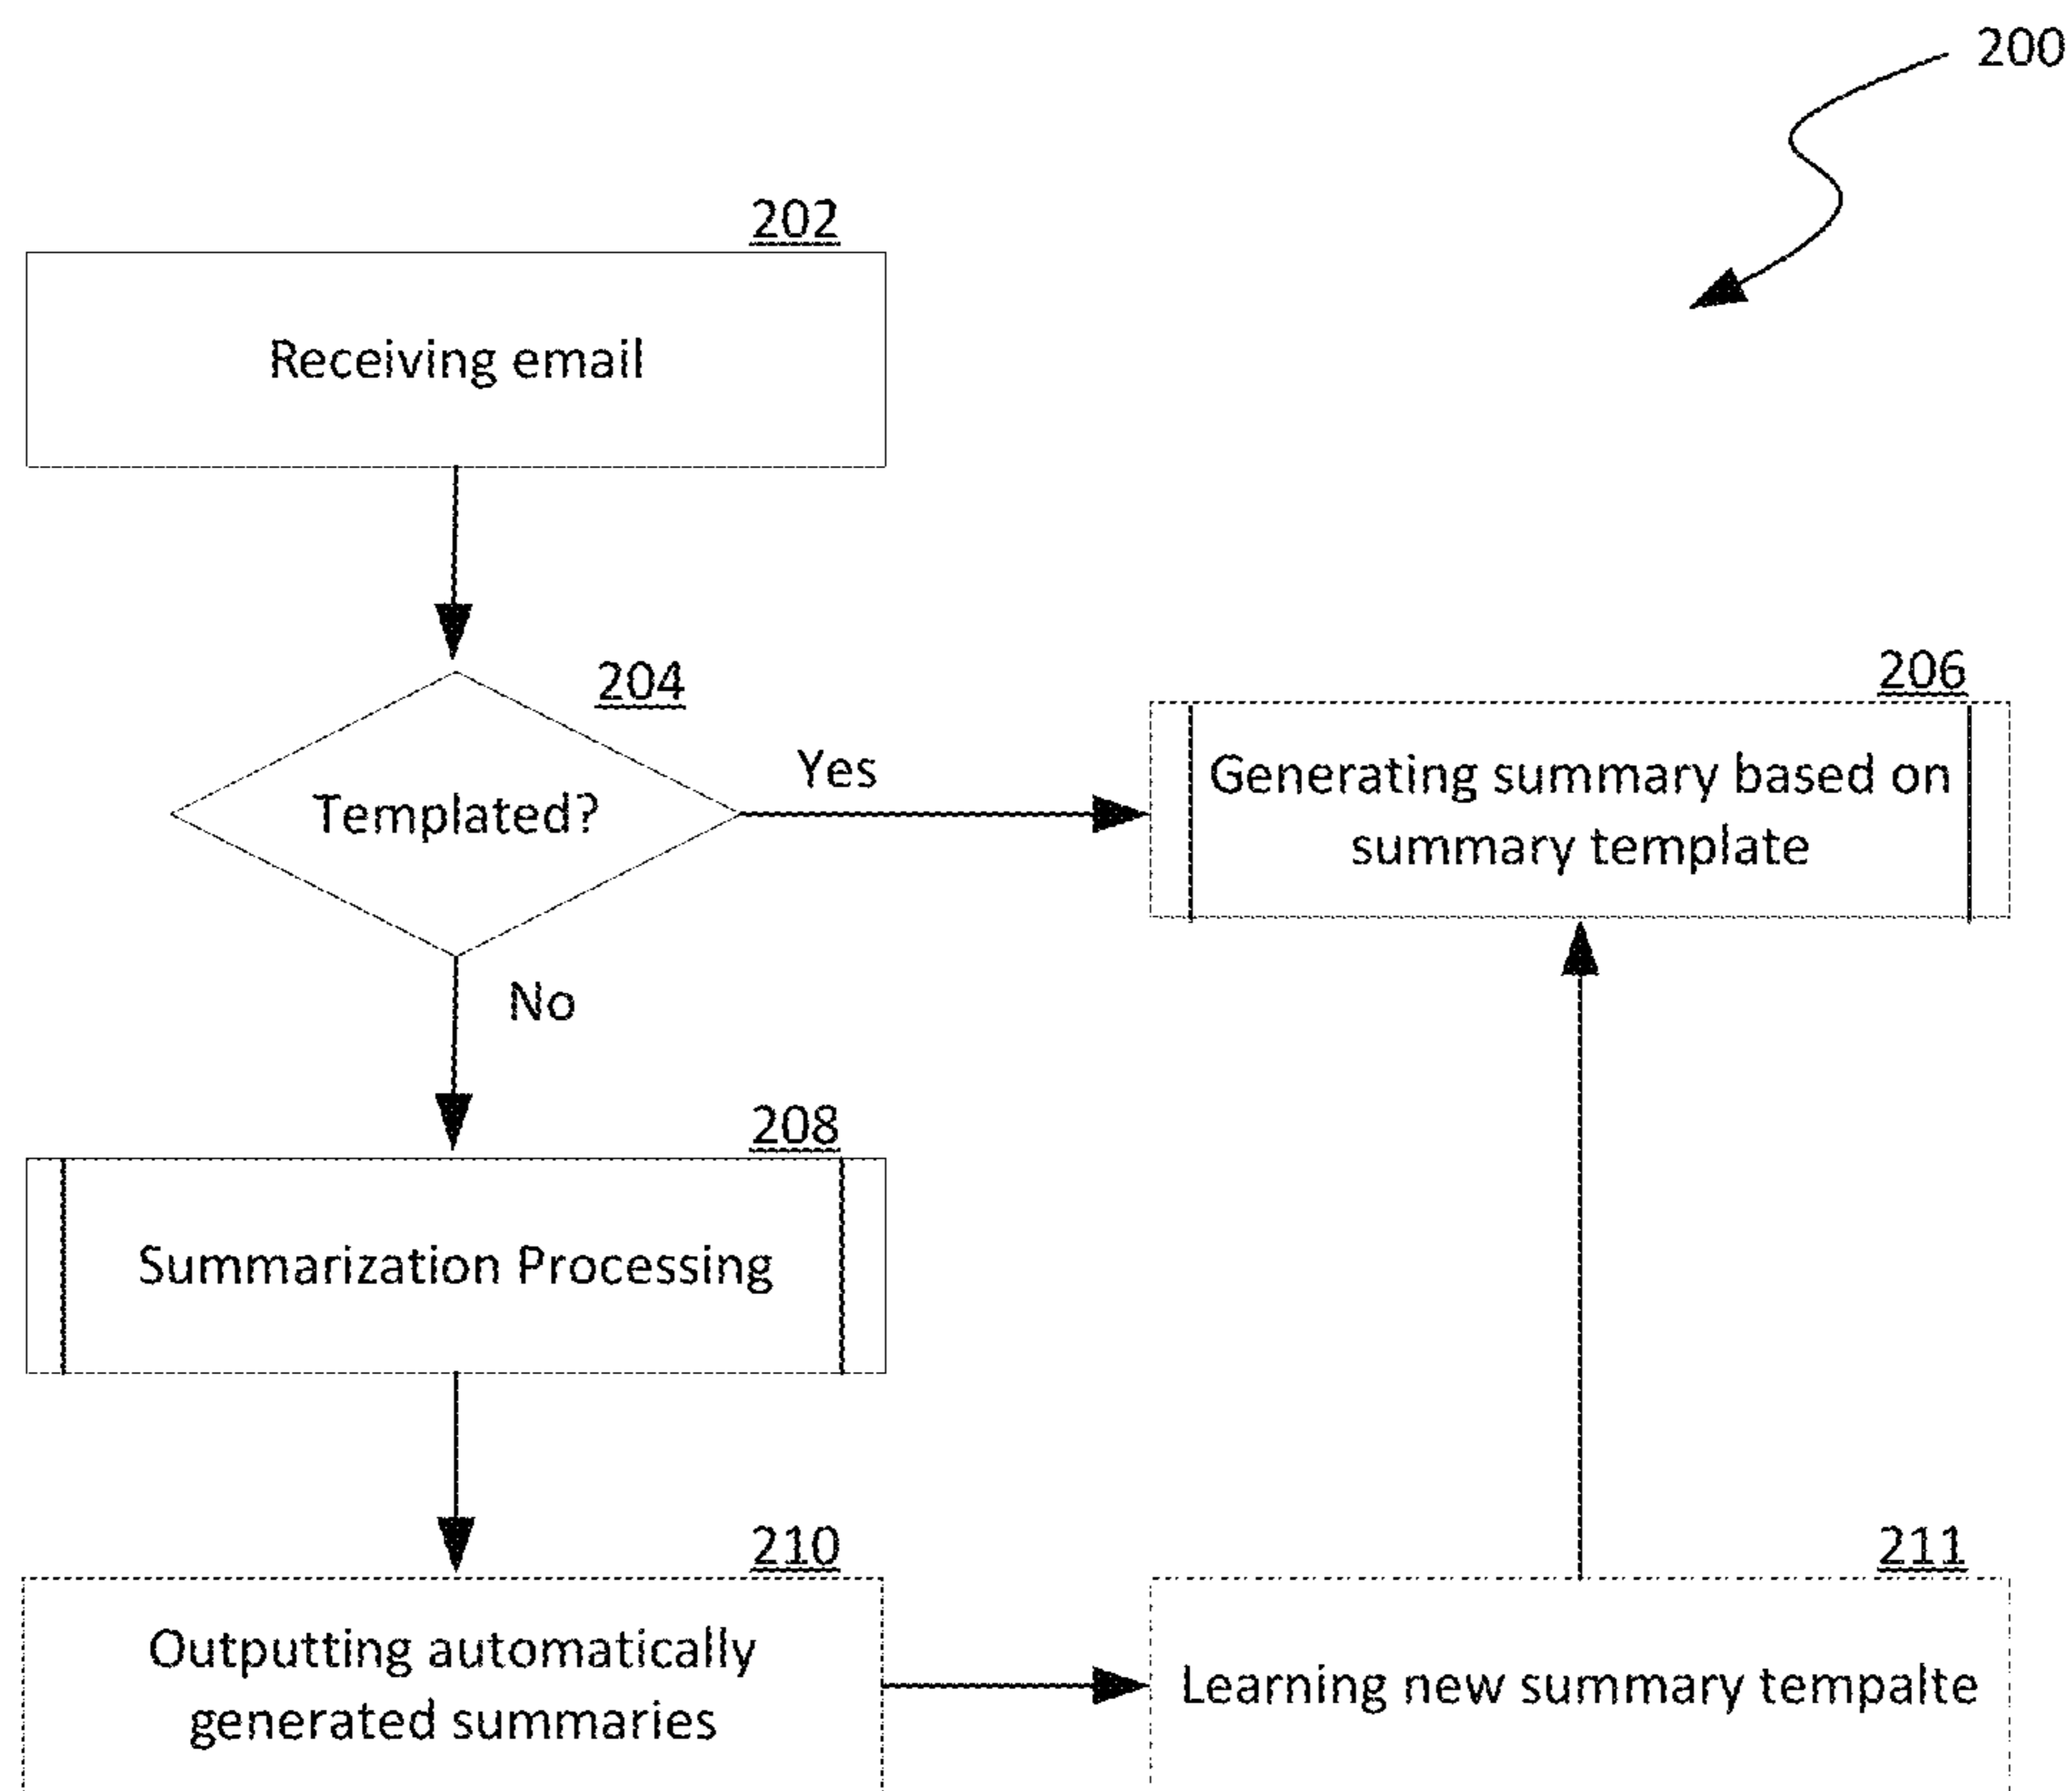 200
202
Receiving email
204
Templated?
Yes
206
Generating summary based on
summary template
No
208
Summarization Processing
210
Outputting automatically
generated summaries
211
Learning new summary tempalte